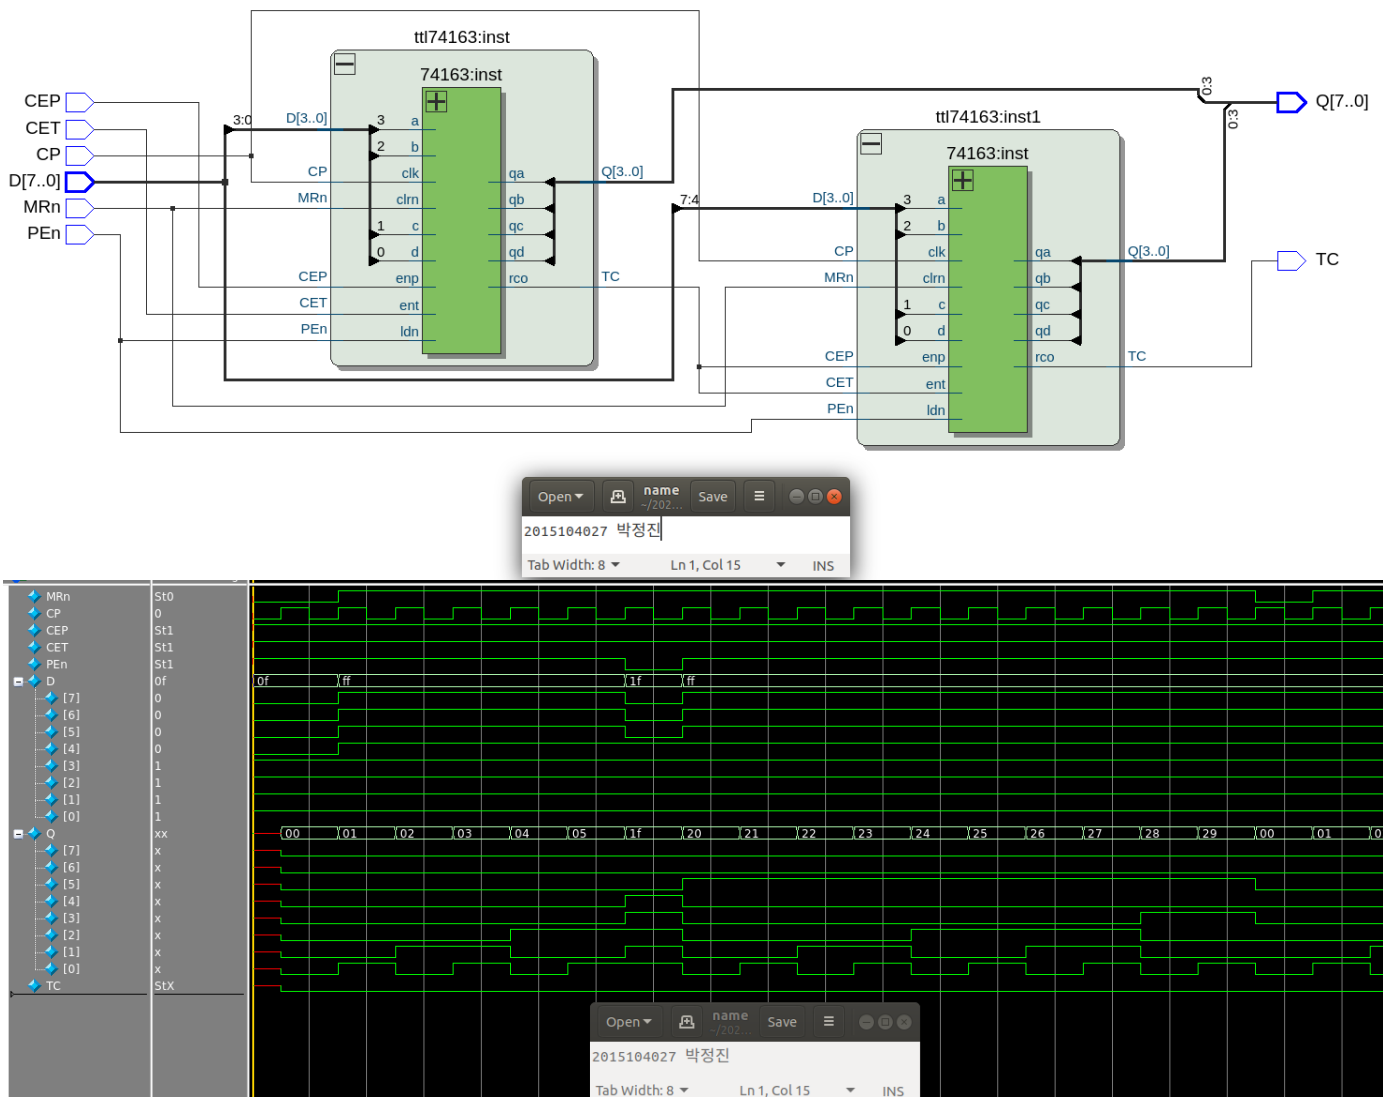 ttl74163:inst
74163:inst
CEP
CET
CP
D[7..0]
MRn
PEn
3:0
D[3..0]
CP
MRn
CEP
CET
PEn
3
2
1
0
a
b
clk
clrn
c
d
enp
ent
ldn
qa
qb
qc
qd
rco
Q[3..0]
TC
ttl74163:inst1
74163:inst
7:4
D[3..0]
CP
MRn
CEP
CET
PEn
3
2
1
0
a
b
clk
clrn
c
d
enp
ent
ldn
qa
qb
qc
qd
rco
Q[3..0]
TC
0:3
0:3
Q[7..0]
TC
Open name Save
~/202...
2015104027 박정진
Tab Width: 8 Ln 1, Col 15 INS
MRn St0
CP 0
CEP St1
CET St1
PEn St1
D 0f 0f ff 1f ff
[7] 0
[6] 0
[5] 0
[4] 0
[3] 1
[2] 1
[1] 1
[0] 1
Q xx 00 01 02 03 04 05 1f 20 21 22 23 24 25 26 27 28 29 00 01 0
[7] x
[6] x
[5] x
[4] x
[3] x
[2] x
[1] x
[0] x
TC StX
Open name Save
~/202...
2015104027 박정진
Tab Width: 8 Ln 1, Col 15 INS